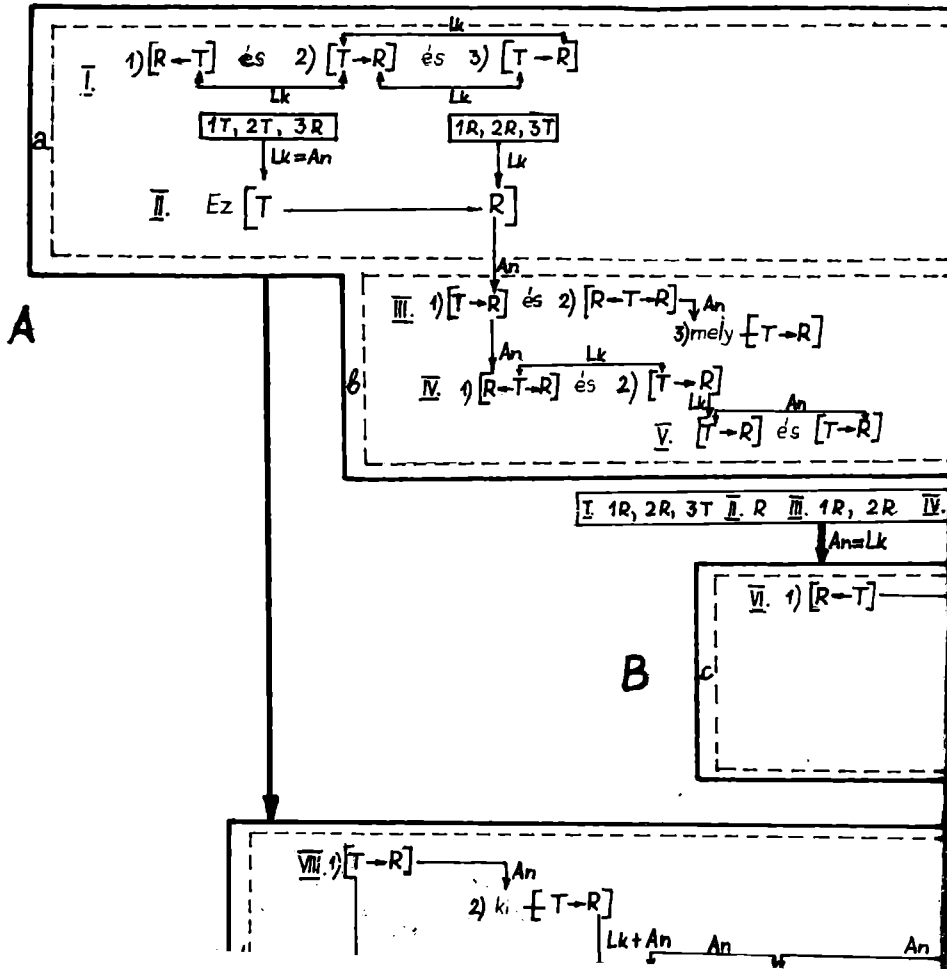 Lk
I. 1) [R←T] és 2) [T→R] és 3) [T→R]
Lk Lk
1T, 2T, 3R 1R, 2R, 3T
a
Lk=An Lk
II. Ez [T → R]
An
A
III. 1) [T→R] és 2) [R←T→R] An
3) mely [T→R]
An Lk
b
IV. 1) [R←T→R] és 2) [T→R]
Lk An
V. [T→R] és [T→R]
I. 1R, 2R, 3T II. R III. 1R, 2R IV.
An=Lk
VI. 1) [R←T]
B
c
VIII. 1) [T→R] An
2) ki [T→R]
Lk+An An An